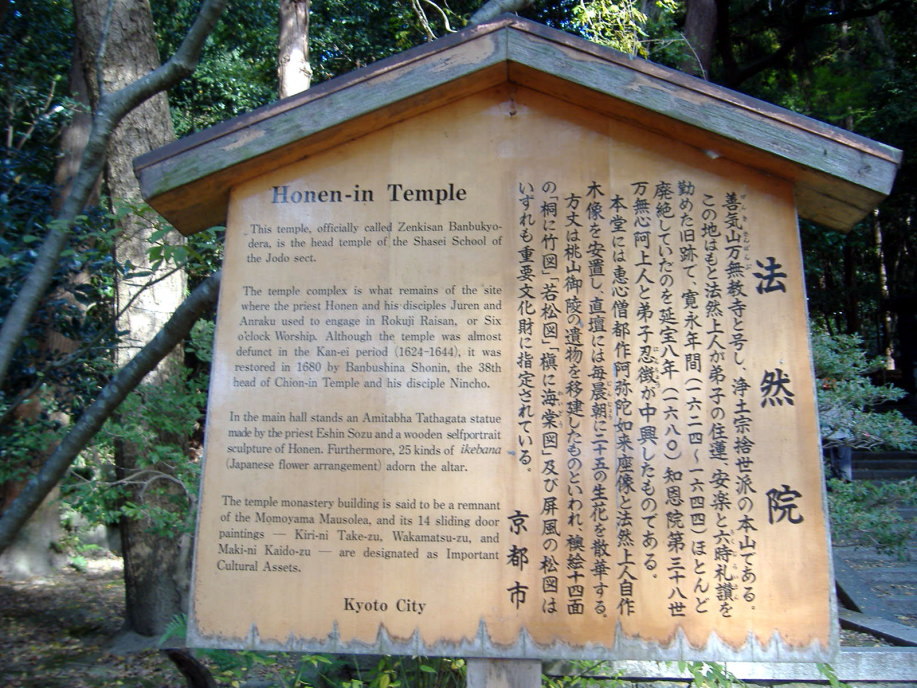 Honen-in Temple
This temple, officially called Zenkisan Banbukyo-
dera, is the head temple of the Shasei School of
the Jodo sect.
The temple complex is what remains of the site
where the priest Honen and his disciples Juren and
Anraku used to engage in Rokuji Raisan, or Six
o'clock Worship. Although the temple was almost
defunct in the Kan-ei period (1624-1644), it was
restored in 1680 by Banbushina Shonin, the 38th
head of Chion-in Temple and his disciple Nincho.
In the main hall stands an Amitabha Tathagata statue
made by the priest Eshin Sozu and a wooden selfportrait
sculpture of Honen. Furthermore, 25 kinds of ikebana
(Japanese flower arrangement) adorn the altar.
The temple monastery building is said to be a remnant
of the Momoyama Mausolea, and its 14 sliding door
paintings — Kiri-ni Take-zu, Wakamatsu-zu, and
Maki-ni Kaido-zu — are designated as Important
Cultural Assets.
Kyoto City
法然院
善気山万無教寺と号し、浄土宗捨世派の本山である。
この地はもと法然上人が弟子の住蓮、安楽と六時礼讃を
勤めた旧跡で、寛永年間(一六二四〜一六四四)ほとんど
廃絶していたのを延宝八年(一六八〇)知恩院第三十八世
万無心阿上人と弟子忍徴が中興したものである。
本堂には恵心僧都作阿弥陀如来座像と法然上人自作
木像を安置し、直壇には毎晨朝に二十五の生花を散華する。
方丈は桃山御陵の遺物を移建したものといわれ、襖絵十四面
の「桐に竹図」「若松図」「槇に海棠図」及び屏風の松図は
いずれも重要文化財に指定されている。
京都市